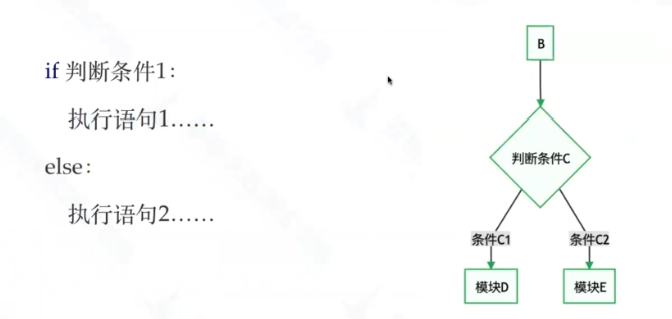 if 判断条件1：
执行语句1……
else：
执行语句2……
B
判断条件C
条件C1
条件C2
模块D
模块E